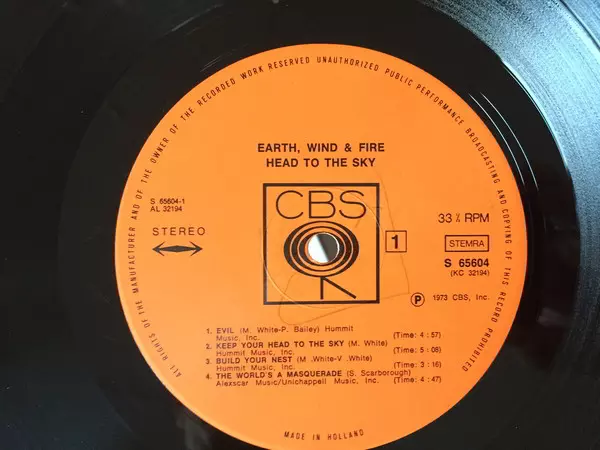 ALL RIGHTS OF THE MANUFACTURER AND OF THE OWNER OF THE RECORDED WORK RESERVED UNAUTHORIZED PUBLIC PERFORMANCE BROADCASTING AND COPYING OF THIS RECORD PROHIBITED
EARTH, WIND & FIRE
HEAD TO THE SKY
S 65604-1
AL 32194
STEREO
CBS
1
33⅓ RPM
STEMRA
S 65604
(KC 32194)
P 1973 CBS, Inc.
1. EVIL (M. White-P. Bailey) Hummit
Music, Inc. (Time: 4:57)
2. KEEP YOUR HEAD TO THE SKY (M. White)
Hummit Music, Inc. (Time: 5:08)
3. BUILD YOUR NEST (M .White-V .White)
Hummit Music, Inc. (Time: 3:16)
4. THE WORLD'S A MASQUERADE (S. Scarborough)
Alexscar Music/Unichappell Music, Inc. (Time: 4:47)
MADE IN HOLLAND